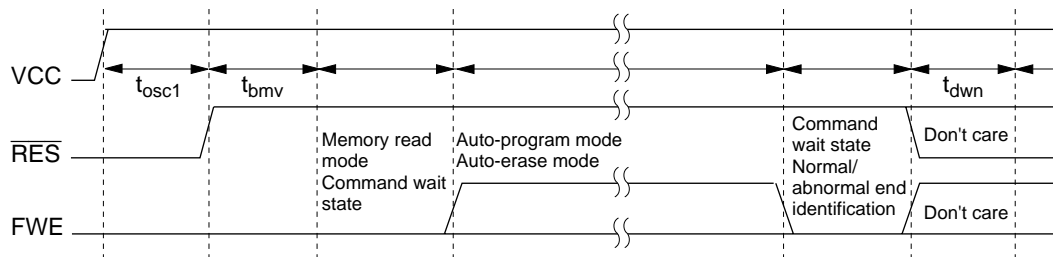 VCC
tosc1
tbmv
tdwn
RES
Memory read
mode
Command wait
state
Auto-program mode
Auto-erase mode
Command
wait state
Normal/
abnormal end
identification
Don't care
FWE
Don't care